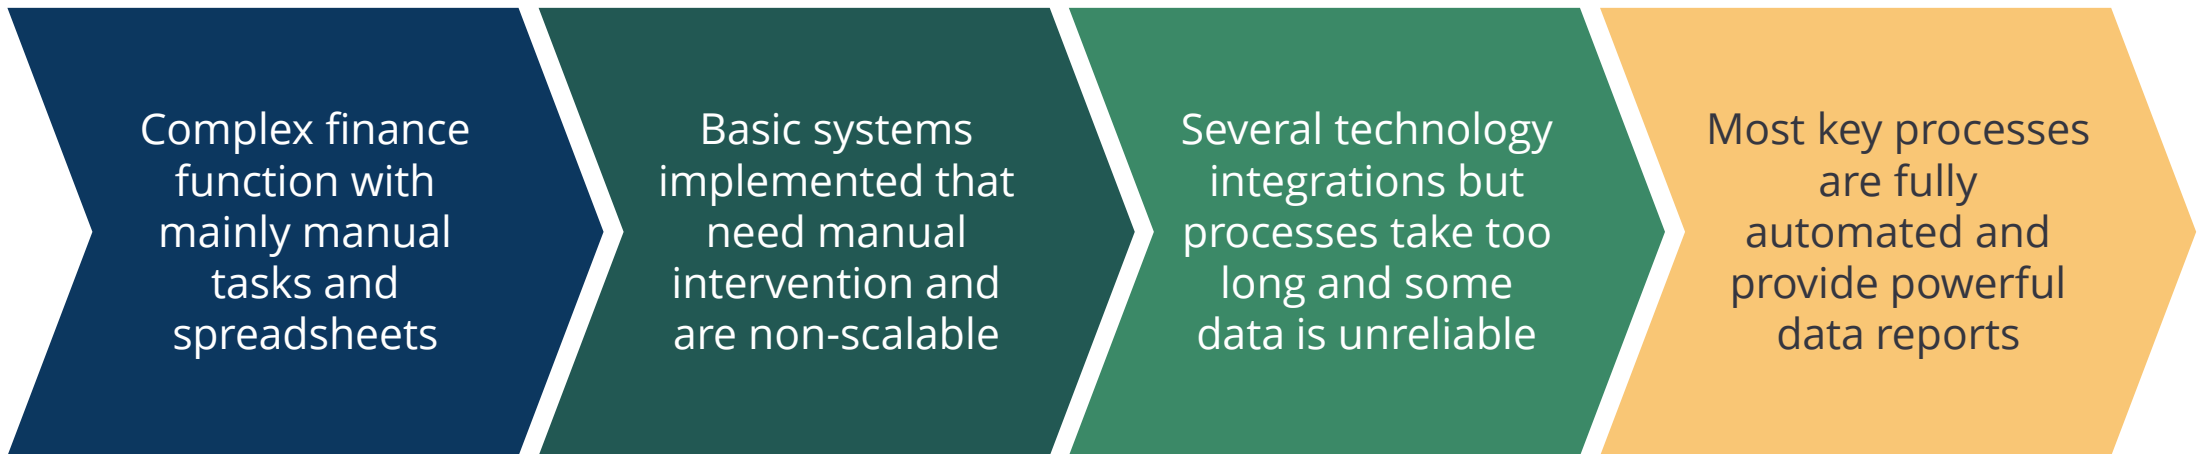 Complex finance
function with
mainly manual
tasks and
spreadsheets
Basic systems
implemented that
need manual
intervention and
are non-scalable
Several technology
integrations but
processes take too
long and some
data is unreliable
Most key processes
are fully
automated and
provide powerful
data reports